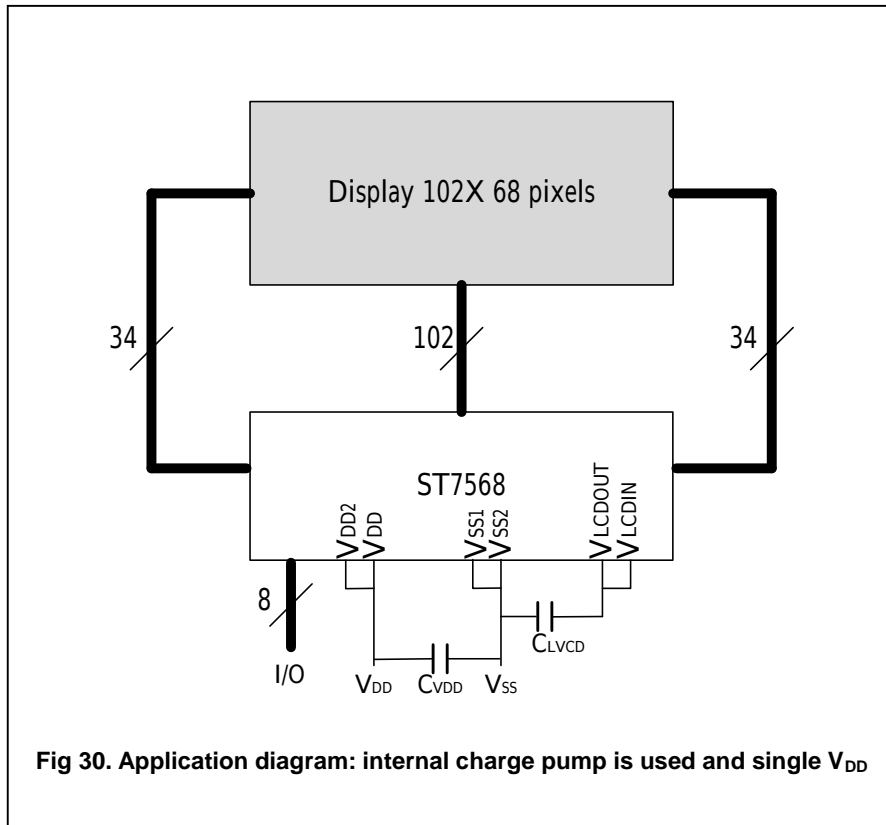 Display 102X 68 pixels
34
102
34
ST7568
VDD2
VDD
VSS1
VSS2
VLCDOUT
VLCDIN
8
I/O
VDD
CVDD
VSS
CLVCD
Fig 30. Application diagram: internal charge pump is used and single VDD